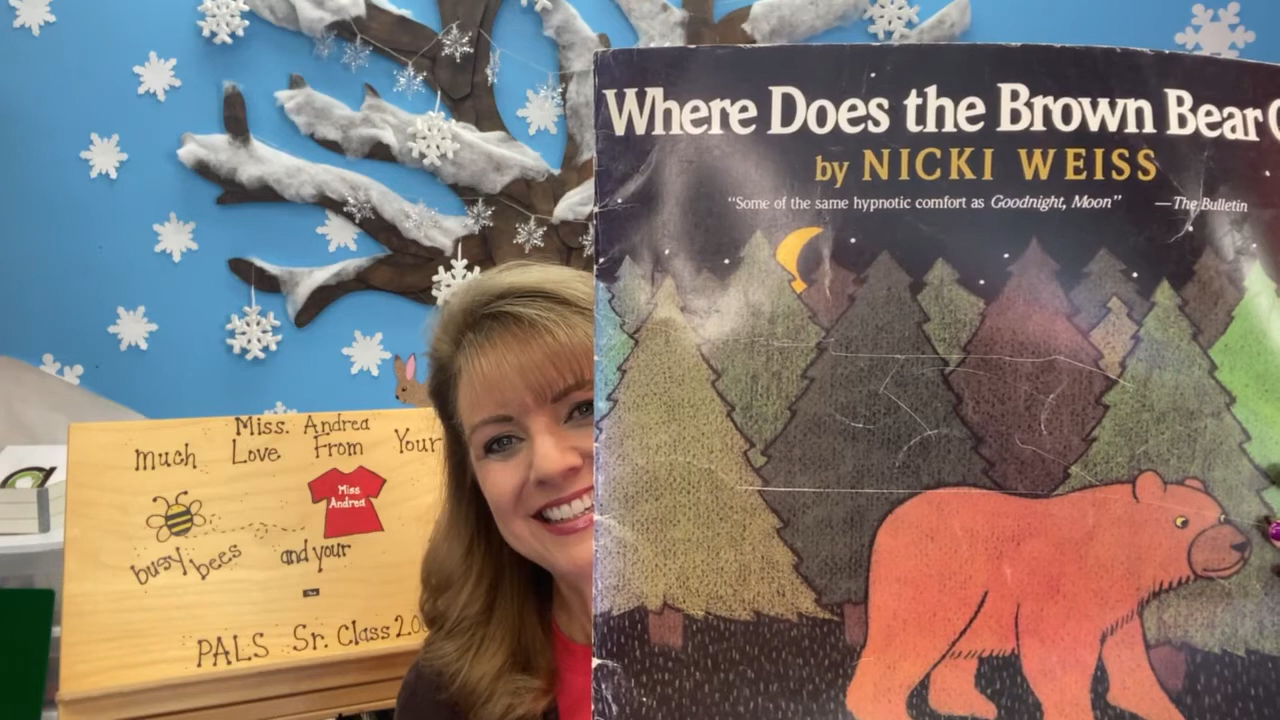 Where Does the Brown Bear
by NICKI WEISS
"Some of the same hypnotic comfort as Goodnight, Moon" —The Bulletin
Miss. Andrea
much Love From Your
Miss
Andrea
busy bees and your
PALS Sr. Class